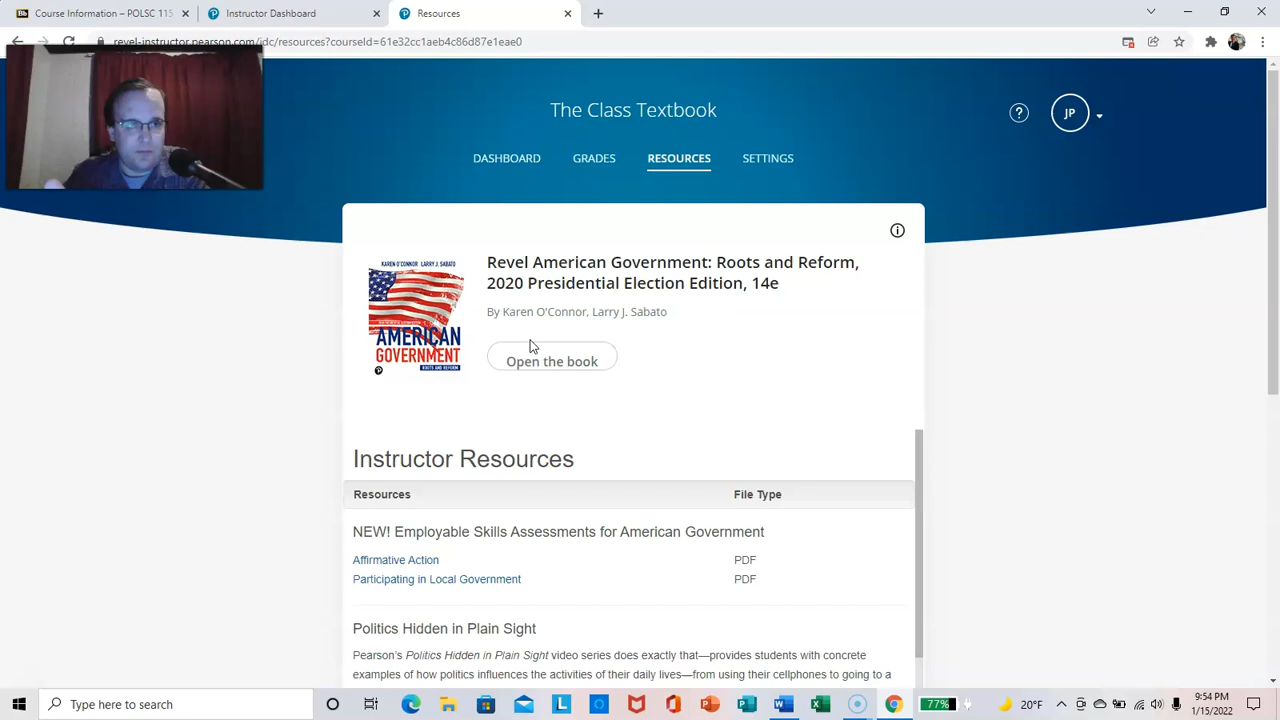 Course Information - POLSC 115
Instructor Dashboard
Resources
revel-instructor.pearson.com/idc/resources?courseId=61e32cc1aeb4c86d87e1eae0
The Class Textbook
JP
DASHBOARD GRADES RESOURCES SETTINGS
KAREN O'CONNOR LARRY J. SABATO
AMERICAN
GOVERNMENT
ROOTS AND REFORM
Revel American Government: Roots and Reform,
2020 Presidential Election Edition, 14e
By Karen O'Connor, Larry J. Sabato
Open the book
Instructor Resources
Resources File Type
NEW! Employable Skills Assessments for American Government
Affirmative Action PDF
Participating in Local Government PDF
Politics Hidden in Plain Sight
Pearson's Politics Hidden in Plain Sight video series does exactly that—provides students with concrete
examples of how politics influences the activities of their daily lives—from using their cellphones to going to a
Type here to search
77%
20°F
9:54 PM
1/15/2022